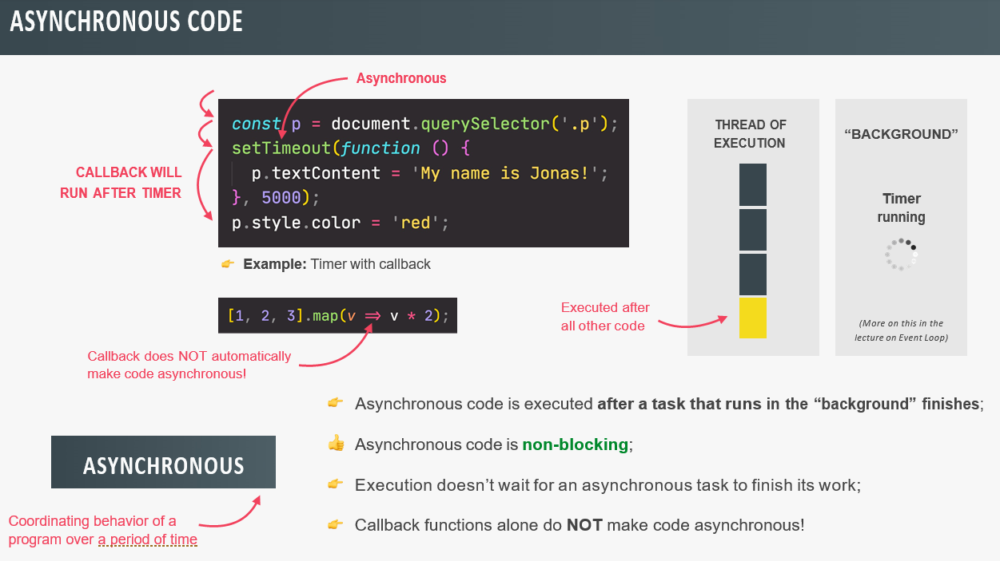 ASYNCHRONOUS CODE
Asynchronous
const p = document.querySelector('.p');
setTimeout(function () {
p.textContent = 'My name is Jonas!';
}, 5000);
p.style.color = 'red';
CALLBACK WILL
RUN AFTER TIMER
👉 Example: Timer with callback
[1, 2, 3].map(v => v * 2);
Callback does NOT automatically
make code asynchronous!
THREAD OF
EXECUTION
Executed after
all other code
“BACKGROUND”
Timer
running
(More on this in the
lecture on Event Loop)
👉 Asynchronous code is executed after a task that runs in the “background” finishes;
👍 Asynchronous code is non-blocking;
👉 Execution doesn’t wait for an asynchronous task to finish its work;
👉 Callback functions alone do NOT make code asynchronous!
ASYNCHRONOUS
Coordinating behavior of a
program over a period of time